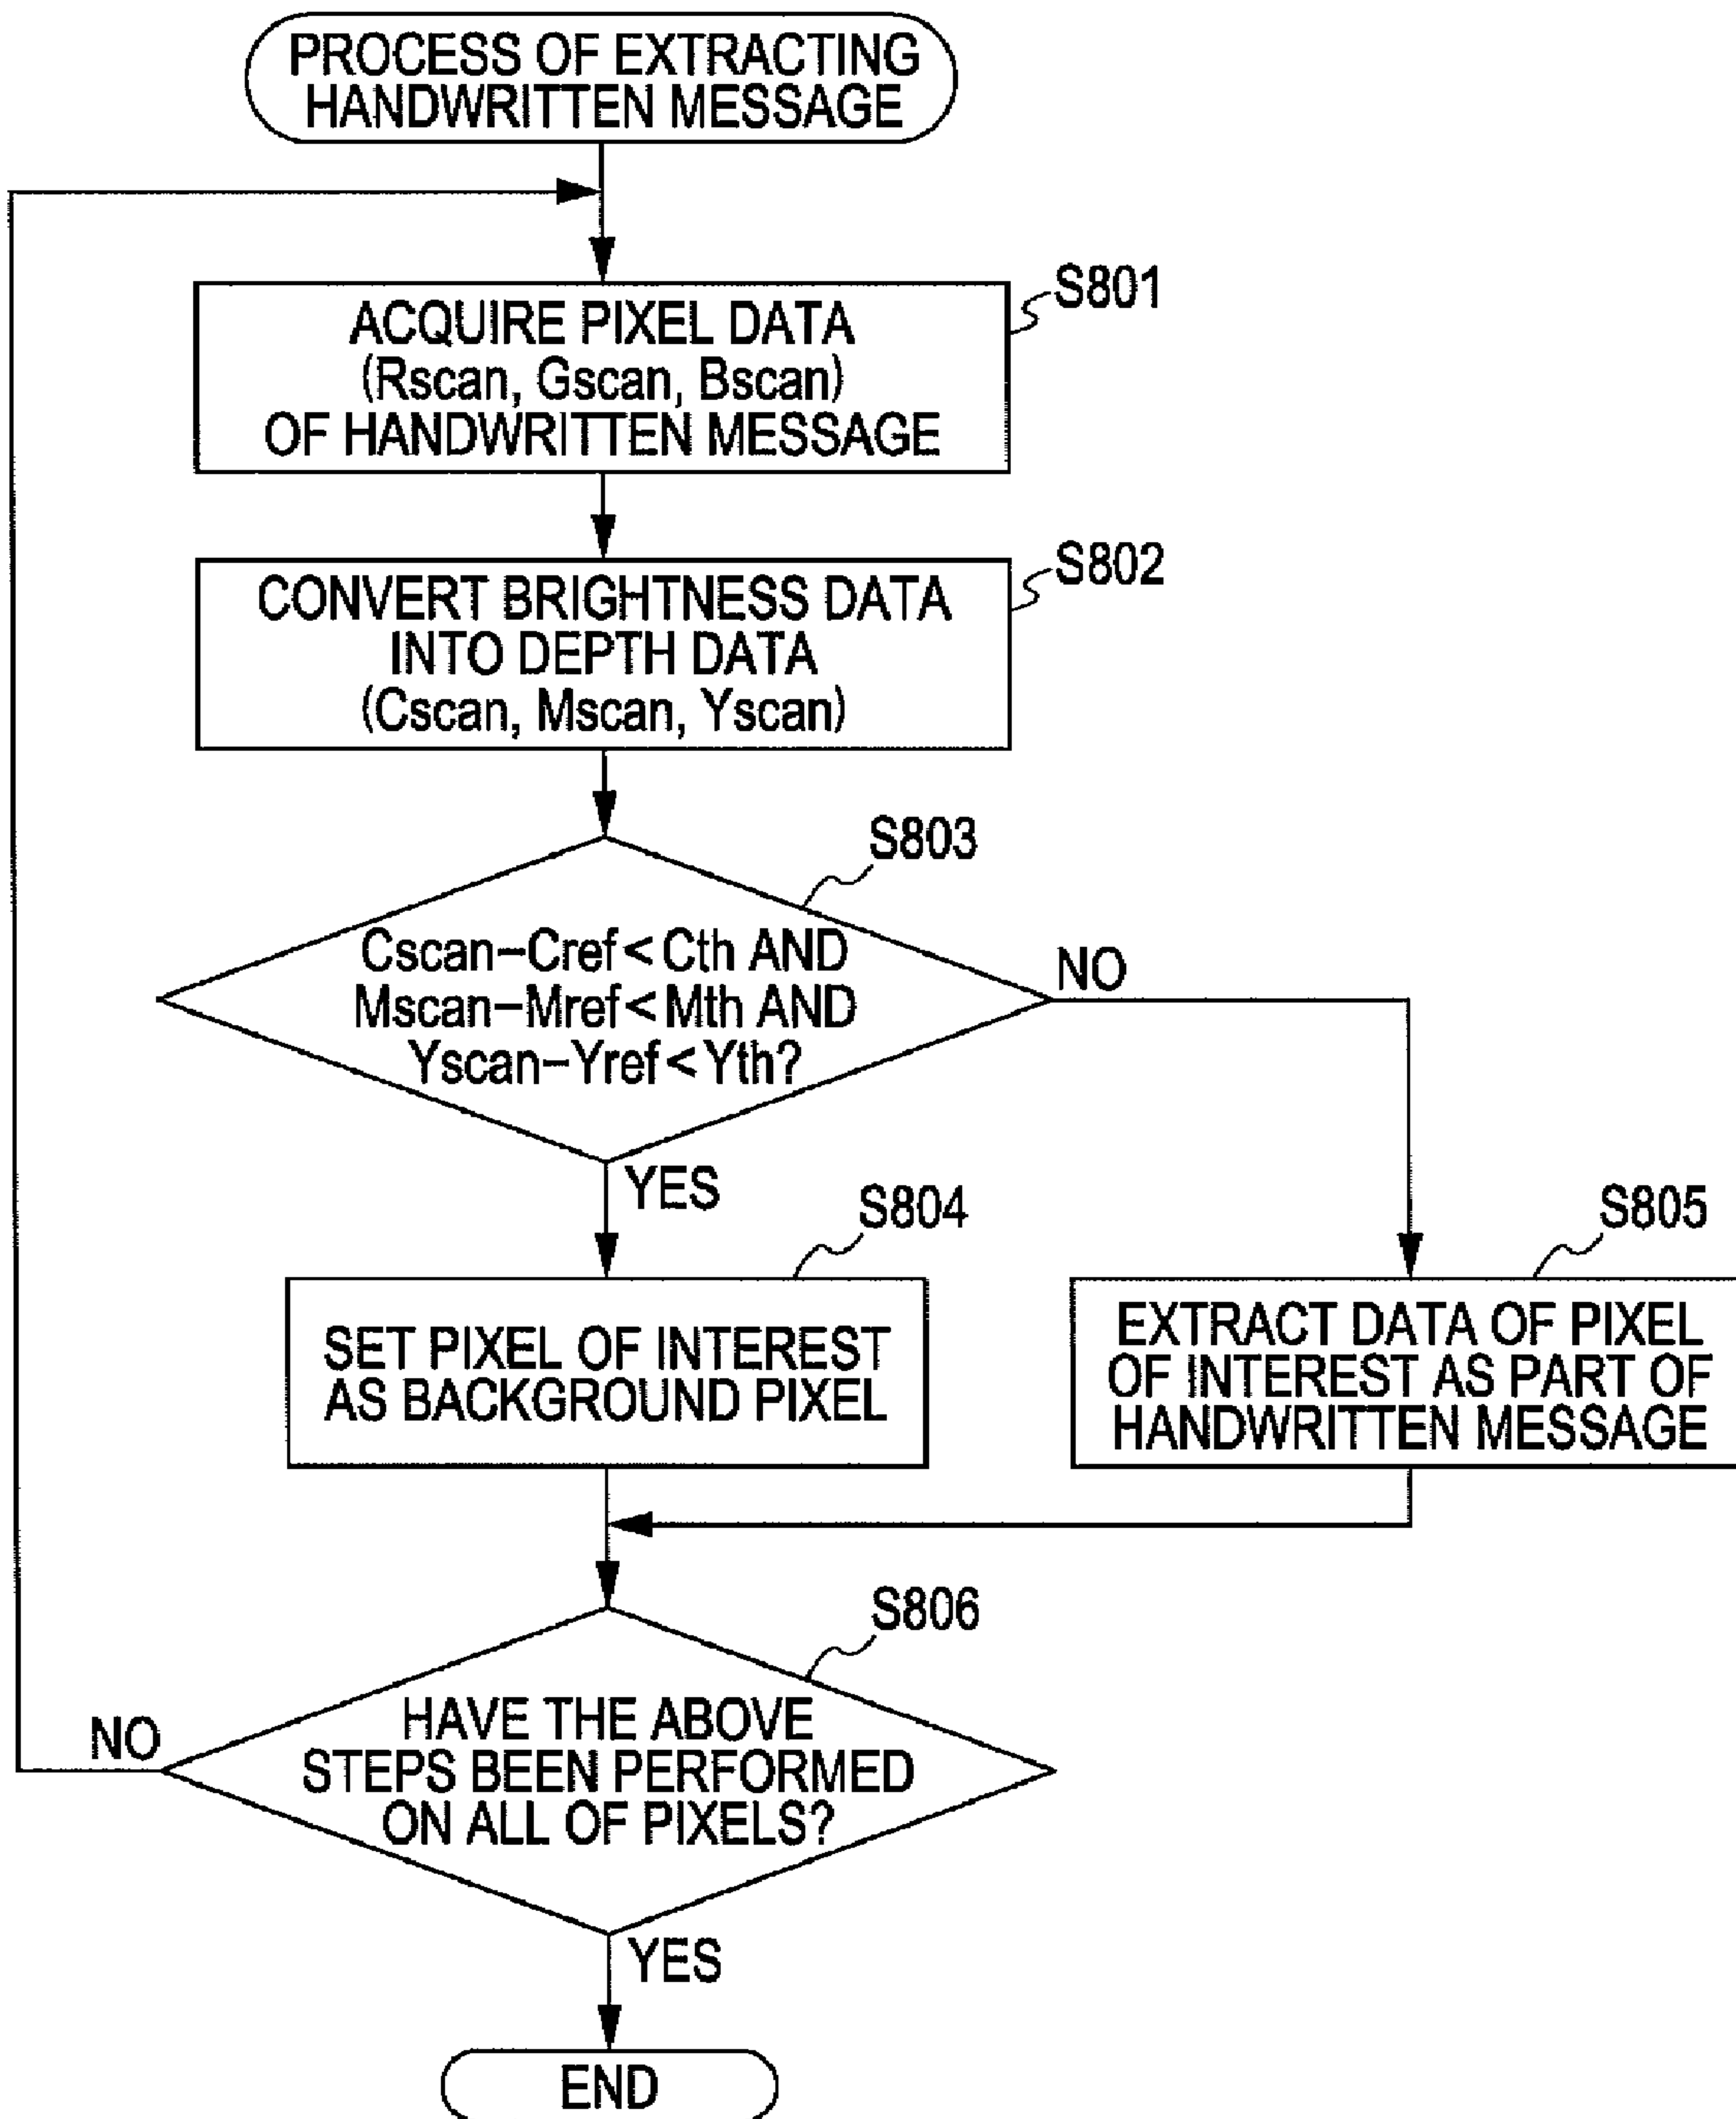 PROCESS OF EXTRACTING
HANDWRITTEN MESSAGE
S801
ACQUIRE PIXEL DATA
(Rscan, Gscan, Bscan)
OF HANDWRITTEN MESSAGE
S802
CONVERT BRIGHTNESS DATA
INTO DEPTH DATA
(Cscan, Mscan, Yscan)
S803
Cscan–Cref < Cth AND
Mscan–Mref < Mth AND
Yscan–Yref < Yth?
NO
YES
S804
SET PIXEL OF INTEREST
AS BACKGROUND PIXEL
S805
EXTRACT DATA OF PIXEL
OF INTEREST AS PART OF
HANDWRITTEN MESSAGE
S806
HAVE THE ABOVE
STEPS BEEN PERFORMED
ON ALL OF PIXELS?
NO
YES
END